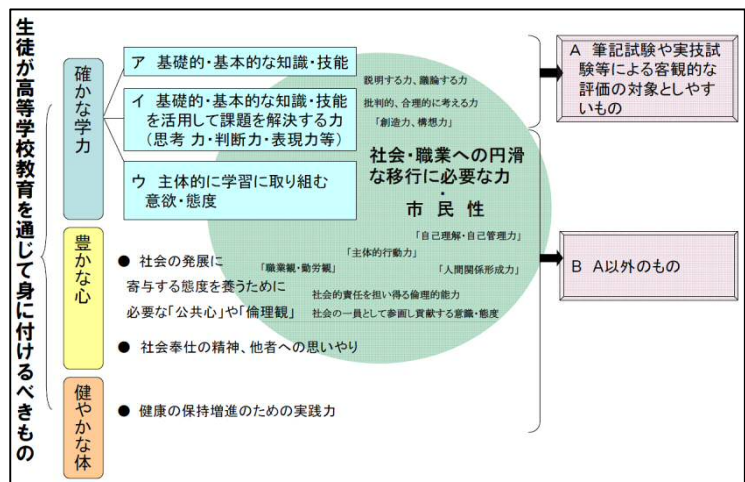 生徒が高等学校教育を通じて身に付けるべきもの
確かな学力
ア 基礎的・基本的な知識・技能
イ 基礎的・基本的な知識・技能
を活用して課題を解決する力
(思考 力・判断力・表現力等)
ウ 主体的に学習に取り組む
意欲・態度
説明する力、議論する力
批判的、合理的に考える力
「創造力、構想力」
社会・職業への円滑
な移行に必要な力
・
市 民 性
「自己理解・自己管理力」
「主体的行動力」
「職業観・勤労観」
「人間関係形成力」
社会的責任を担い得る倫理的能力
社会の一員として参画し貢献する意識・態度
豊かな心
● 社会の発展に
寄与する態度を養うために
必要な「公共心」や「倫理観」
● 社会奉仕の精神、他者への思いやり
健やかな体
● 健康の保持増進のための実践力
A 筆記試験や実技試
験等による客観的な
評価の対象としやす
いもの
B A以外のもの